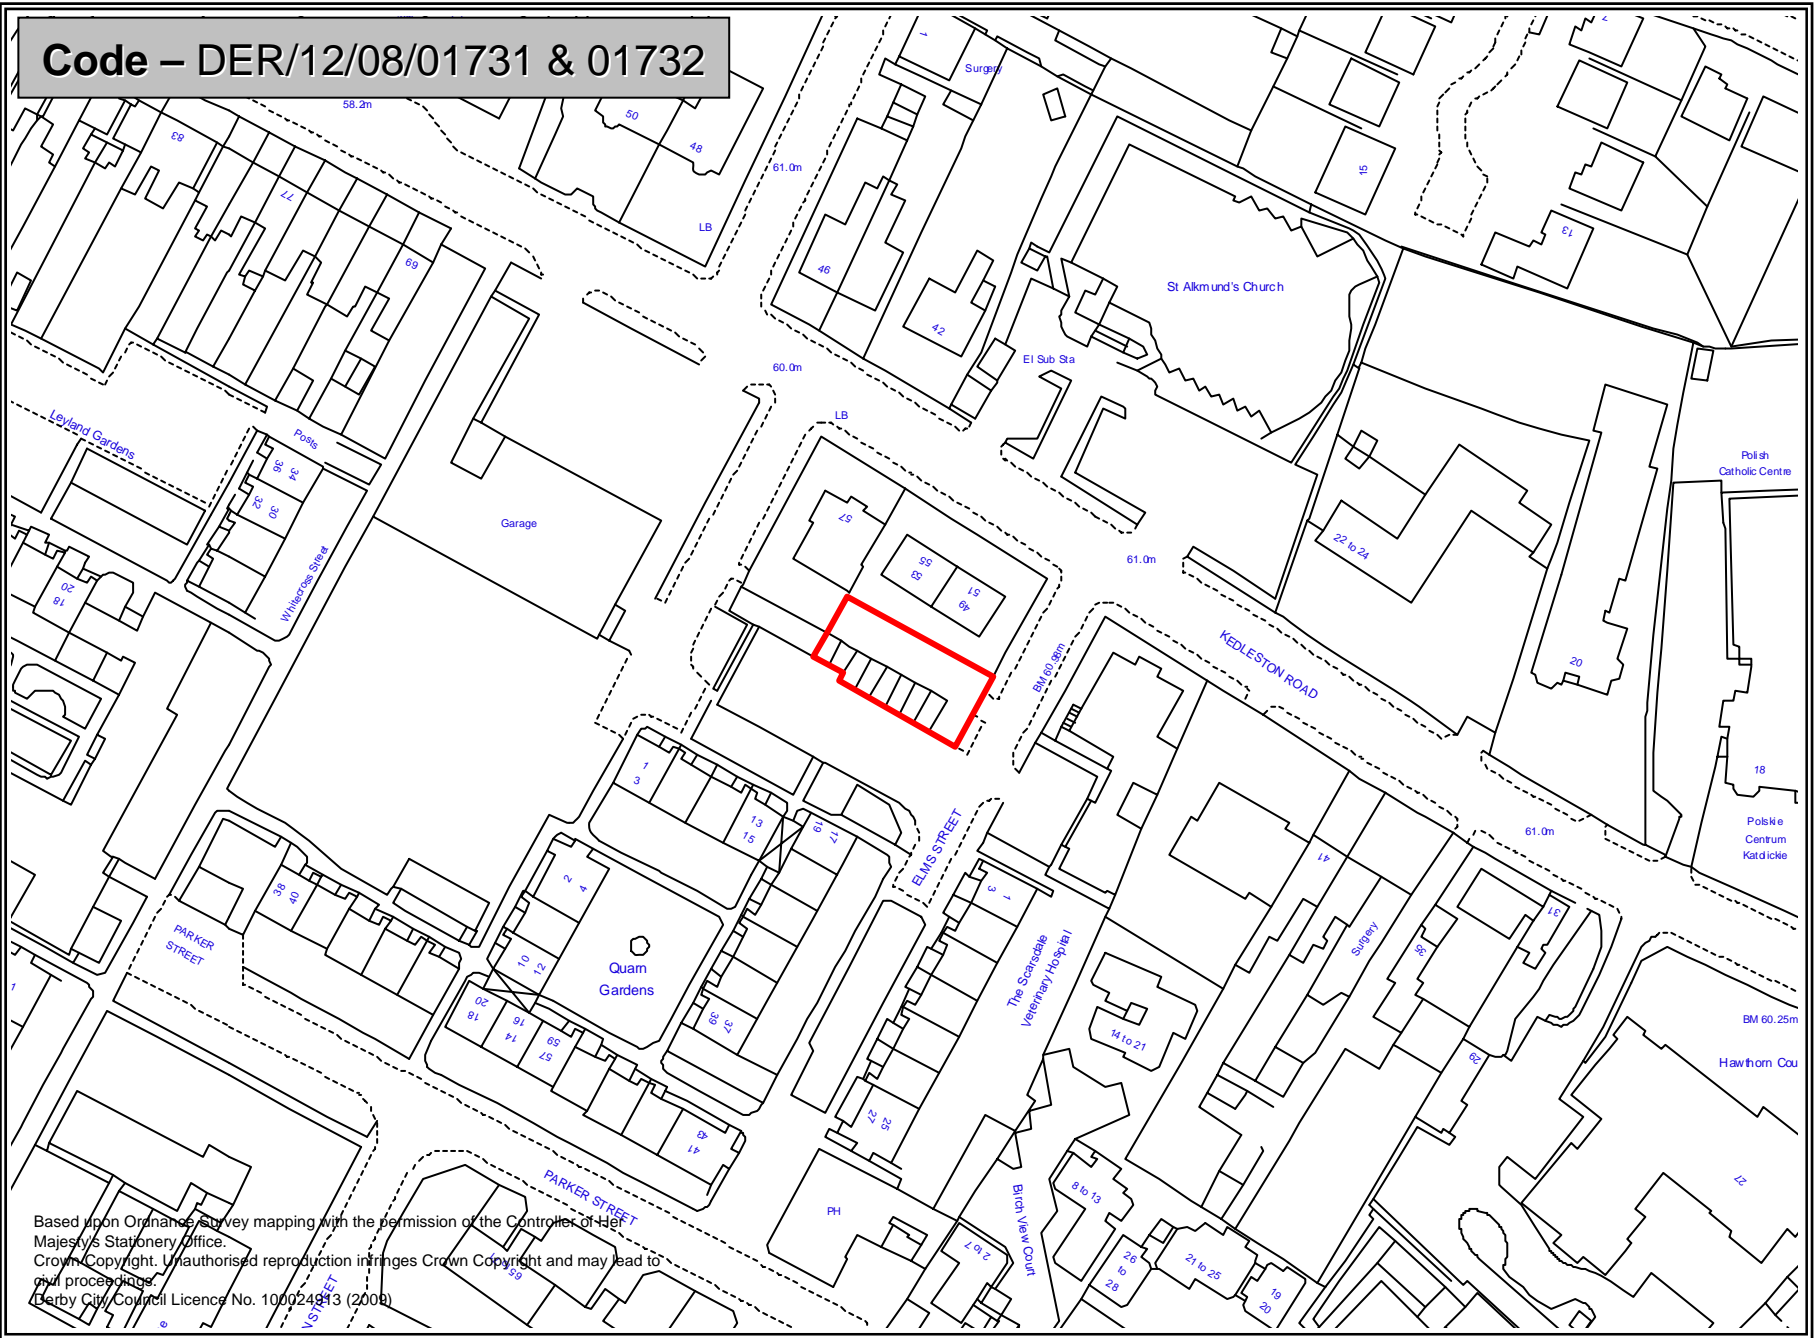 Code – DER/12/08/01731 & 01732
1
Surgery
58.2m
50
48
83
77
69
61.0m
LB
46
42
15
13
7
St Alkmund's Church
El Sub Sta
60.0m
LB
Leyland Gardens
Posts
36
34
32
30
Garage
Whitecross Street
57
55
53
51
49
61.0m
22 to 24
Polish
Catholic Centre
20
18
BM 60.98m
KEDLESTON ROAD
20
18
1
3
13
15
19
17
ELMS STREET
61.0m
Polskie
Centrum
Katolickie
41
38
40
2
4
3
1
PARKER
STREET
10
12
Quarn
Gardens
The Scarsdale
Veterinary Hospital
Surgery
35
31
1
20
18
16
14
59
57
39
37
14 to 21
29
BM 60.25m
Hawthorn Cou
27
25
43
41
PARKER STREET
PH
Birch View Court
8 to 13
2 to 7
26
to
28
21 to 25
19
20
27
Based upon Ordnance Survey mapping with the permission of the Controller of Her
Majesty's Stationery Office.
Crown Copyright. Unauthorised reproduction infringes Crown Copyright and may lead to
civil proceedings.
Derby City Council Licence No. 100024913 (2009)
STREET